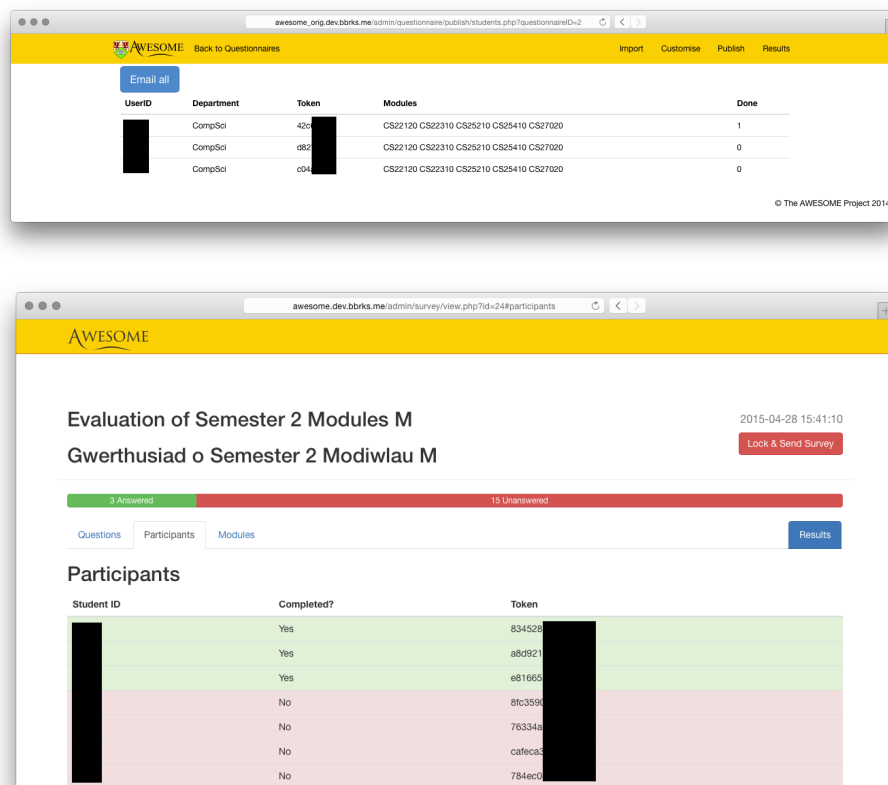 awesome_orig.dev.bbrks.me/admin/questionnaire/publish/students.php?questionnaireID=2
AWESOME Back to Questionnaires Import Customise Publish Results
Email all
UserID Department Token Modules Done
CompSci 42c CS22120 CS22310 CS25210 CS25410 CS27020 1
CompSci d82 CS22120 CS22310 CS25210 CS25410 CS27020 0
CompSci c04 CS22120 CS22310 CS25210 CS25410 CS27020 0
© The AWESOME Project 2014
awesome.dev.bbrks.me/admin/survey/view.php?id=24#participants
AWESOME
Evaluation of Semester 2 Modules M
2015-04-28 15:41:10
Lock & Send Survey
Gwerthusiad o Semester 2 Modiwlau M
3 Answered 15 Unanswered
Questions Participants Modules Results
Participants
Student ID Completed? Token
Yes 834528
Yes a8d921
Yes e81665
No 8fc3590
No 76334a
No cafeca3
No 784ec0